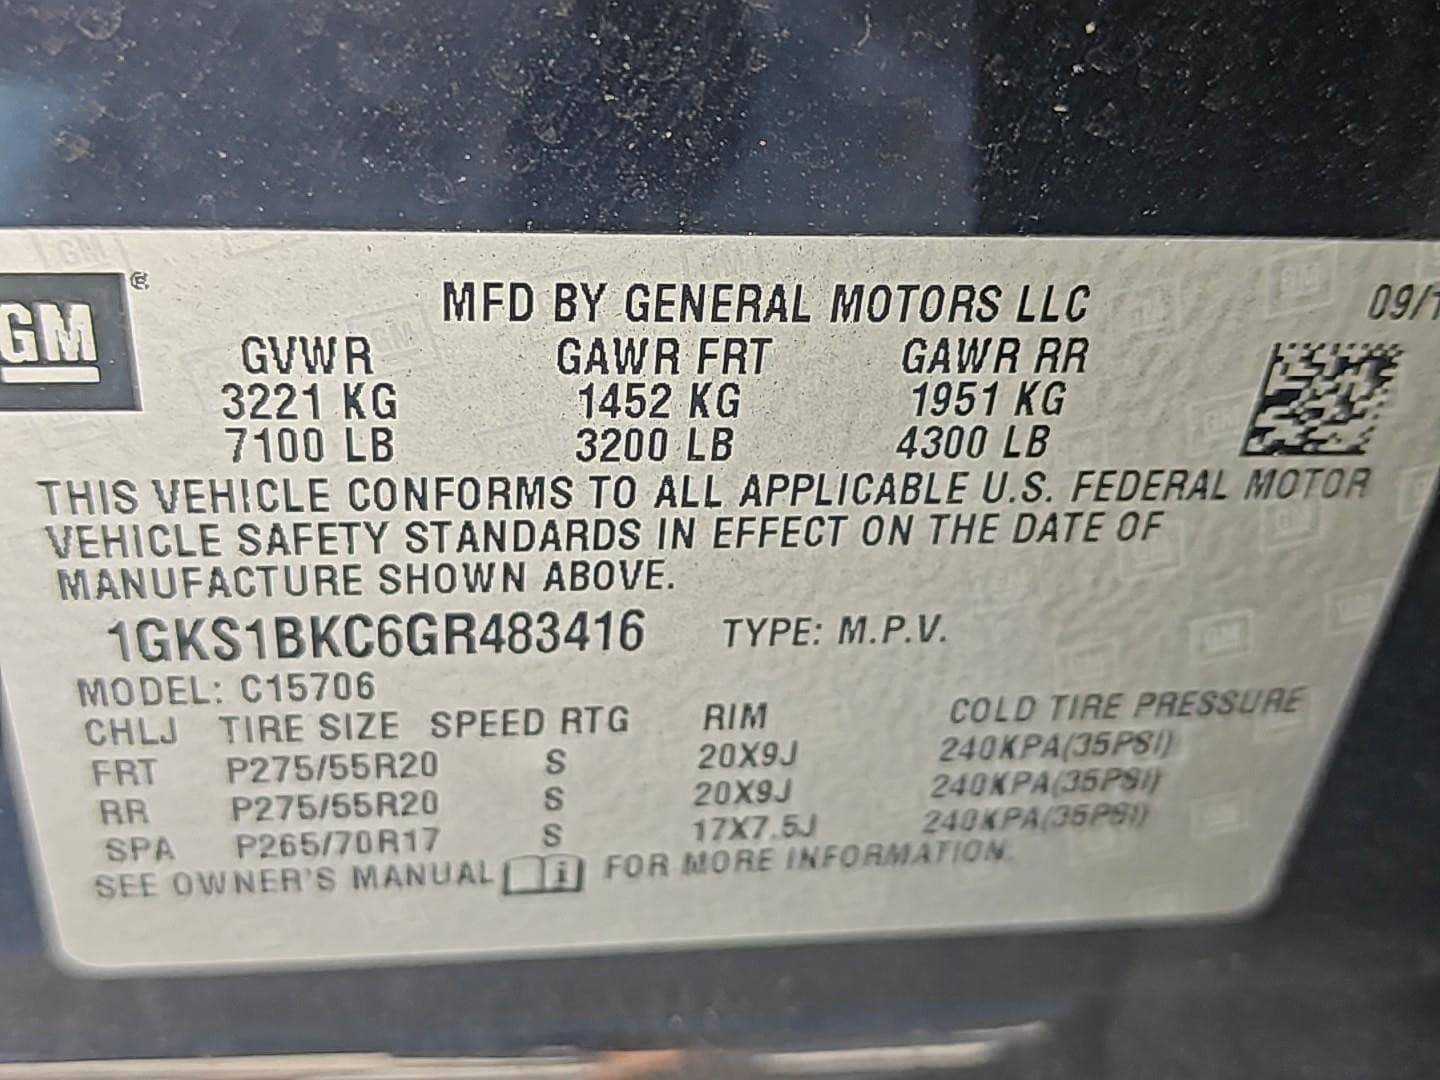 GM®
MFD BY GENERAL MOTORS LLC 09/1
GVWR GAWR FRT GAWR RR
3221 KG 1452 KG 1951 KG
7100 LB 3200 LB 4300 LB
THIS VEHICLE CONFORMS TO ALL APPLICABLE U.S. FEDERAL MOTOR
VEHICLE SAFETY STANDARDS IN EFFECT ON THE DATE OF
MANUFACTURE SHOWN ABOVE.
1GKS1BKC6GR483416 TYPE: M.P.V.
MODEL: C15706
CHLJ TIRE SIZE SPEED RTG RIM COLD TIRE PRESSURE
FRT P275/55R20 S 20X9J 240KPA(35PSI)
RR P275/55R20 S 20X9J 240KPA(35PSI)
SPA P265/70R17 S 17X7.5J 240KPA(35PSI)
SEE OWNER'S MANUAL i FOR MORE INFORMATION.